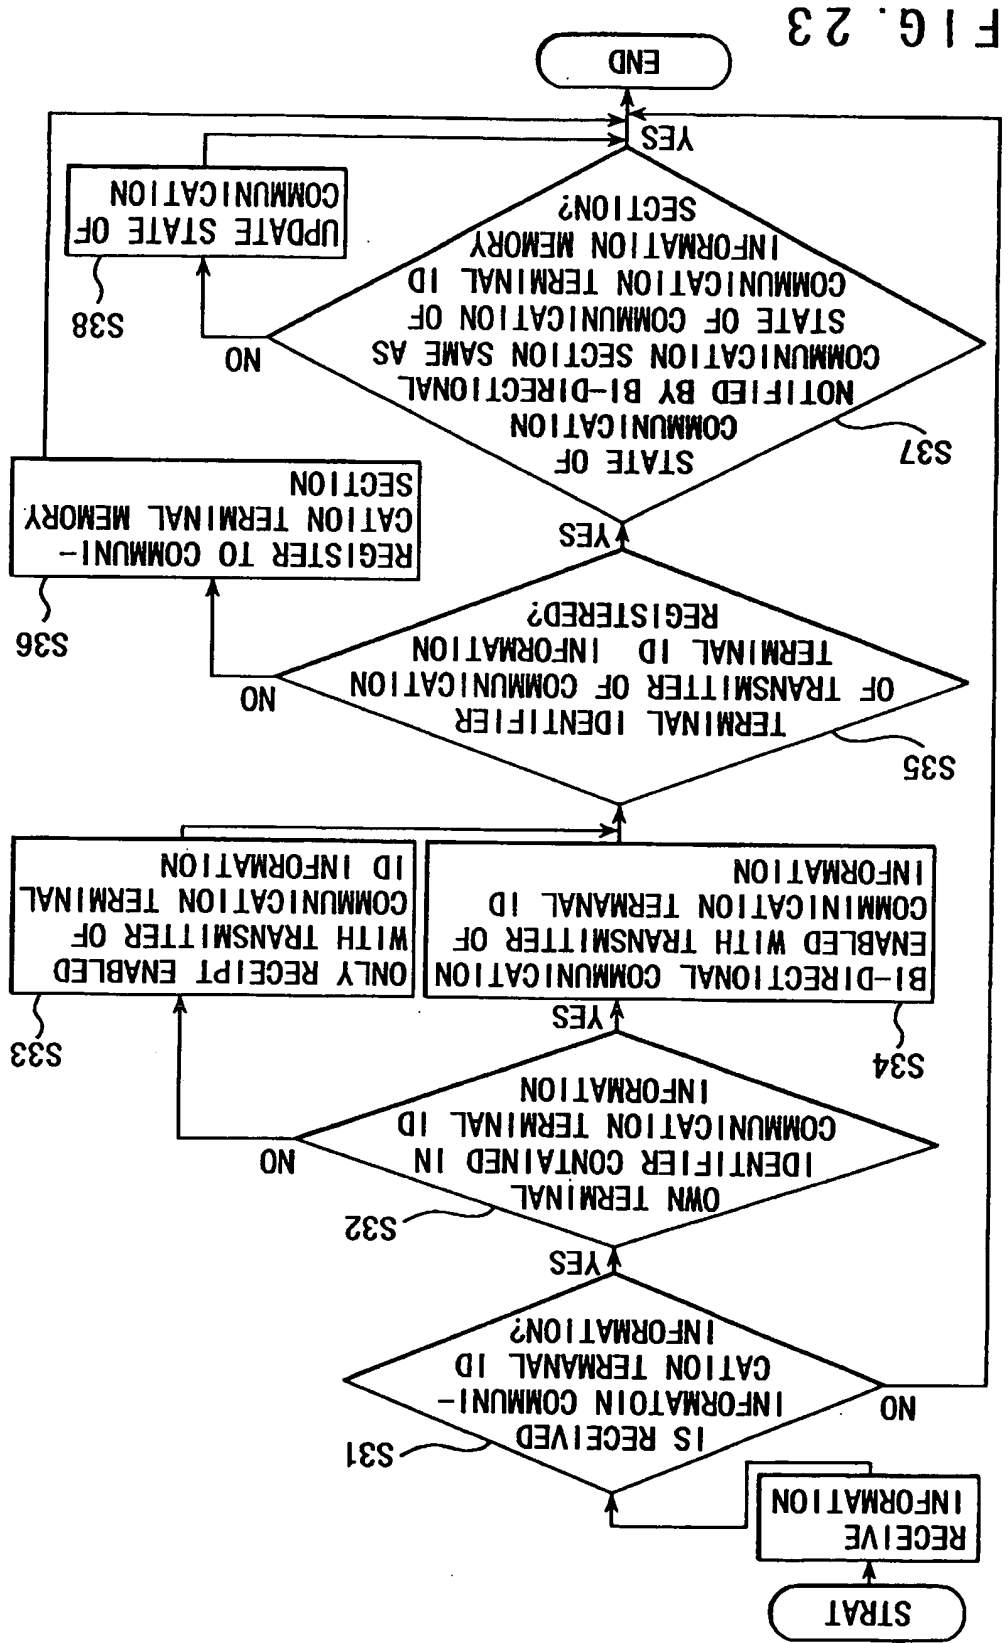 STRAT
RECEIVE
INFORMATION
S31
IS RECEIVED
INFORMATOIN COMMUNI-
CATION TERMANAL ID
INFORMATION?
NO
YES
S32
OWN TERMINAL
IDENTIFIER CONTAINED IN
COMMUNICATION TERMINAL ID
INFORMATION
NO
YES
S34
BI-DIRECTIONAL COMMUNICATION
ENABLED WITH TRANSMITTER OF
COMMINICATION TERMANAL ID
INFORMATION
S33
ONLY RECEIPT ENABLED
WITH TRANSMITTER OF
COMMUNICATION TERMINAL
ID INFORMATION
S35
TERMINAL IDENTIFIER
OF TRANSMITTER OF COMMUNICATION
TERMINAL ID INFORMATION
REGISTERED?
NO
YES
S36
REGISTER TO COMMUNI-
CATION TERMINAL MEMORY
SECTION
S37
STATE OF
COMMUNICATION
NOTIFIED BY BI-DIRECTIONAL
COMMUNICATION SECTION SAME AS
STATE OF COMMUNICATION OF
COMMUNICATION TERMINAL ID
INFORMATION MEMORY
SECTION?
NO
YES
S38
UPDATE STATE OF
COMMUNICATION
END
FIG. 23